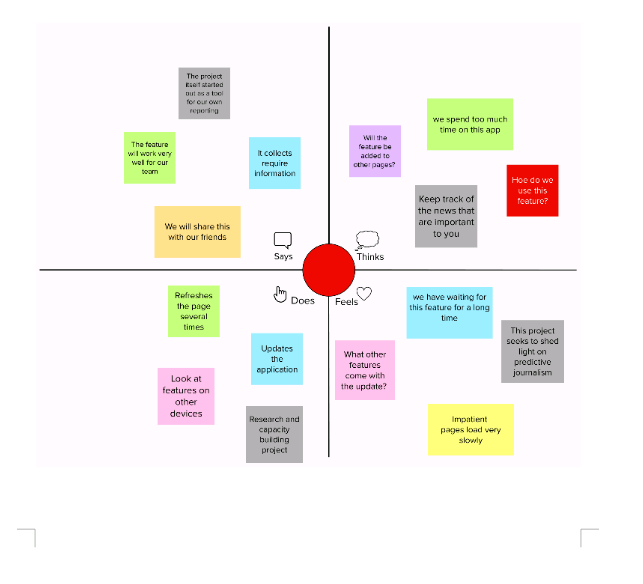 The project
itself started
out as a tool
for our own
reporting
The feature
will work very
well for our
team
It collects
require
information
We will share this
with our friends
Says
we spend too much
time on this app
Will the
feature be
added to
other pages?
Hoe do we
use this
feature?
Keep track of
the news that
are important
to you
Thinks
Does
Refreshes
the page
several
times
Updates
the
application
Look at
features on
other
devices
Research and
capacity
building
project
Feels
we have waiting for
this feature for a long
time
This project
seeks to shed
light on
predictive
journalism
What other
features
come with
the update?
Impatient
pages load very
slowly